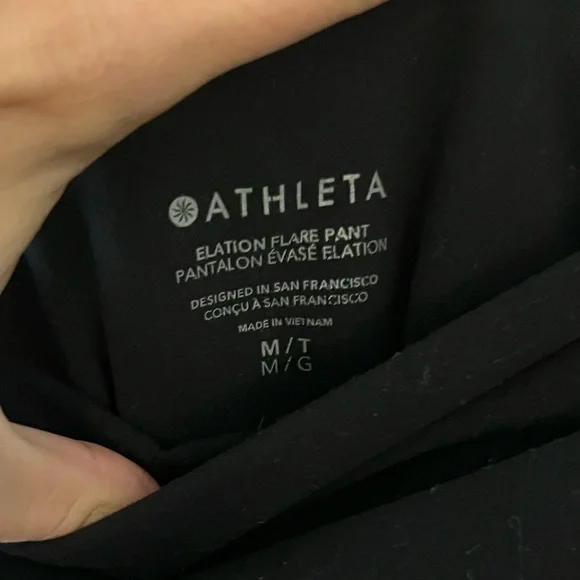 ATHLETA
ELATION FLARE PANT
PANTALON ÉVASÉ ELATION
DESIGNED IN SAN FRANCISCO
CONÇU À SAN FRANCISCO
MADE IN VIETNAM
M/T
M/G